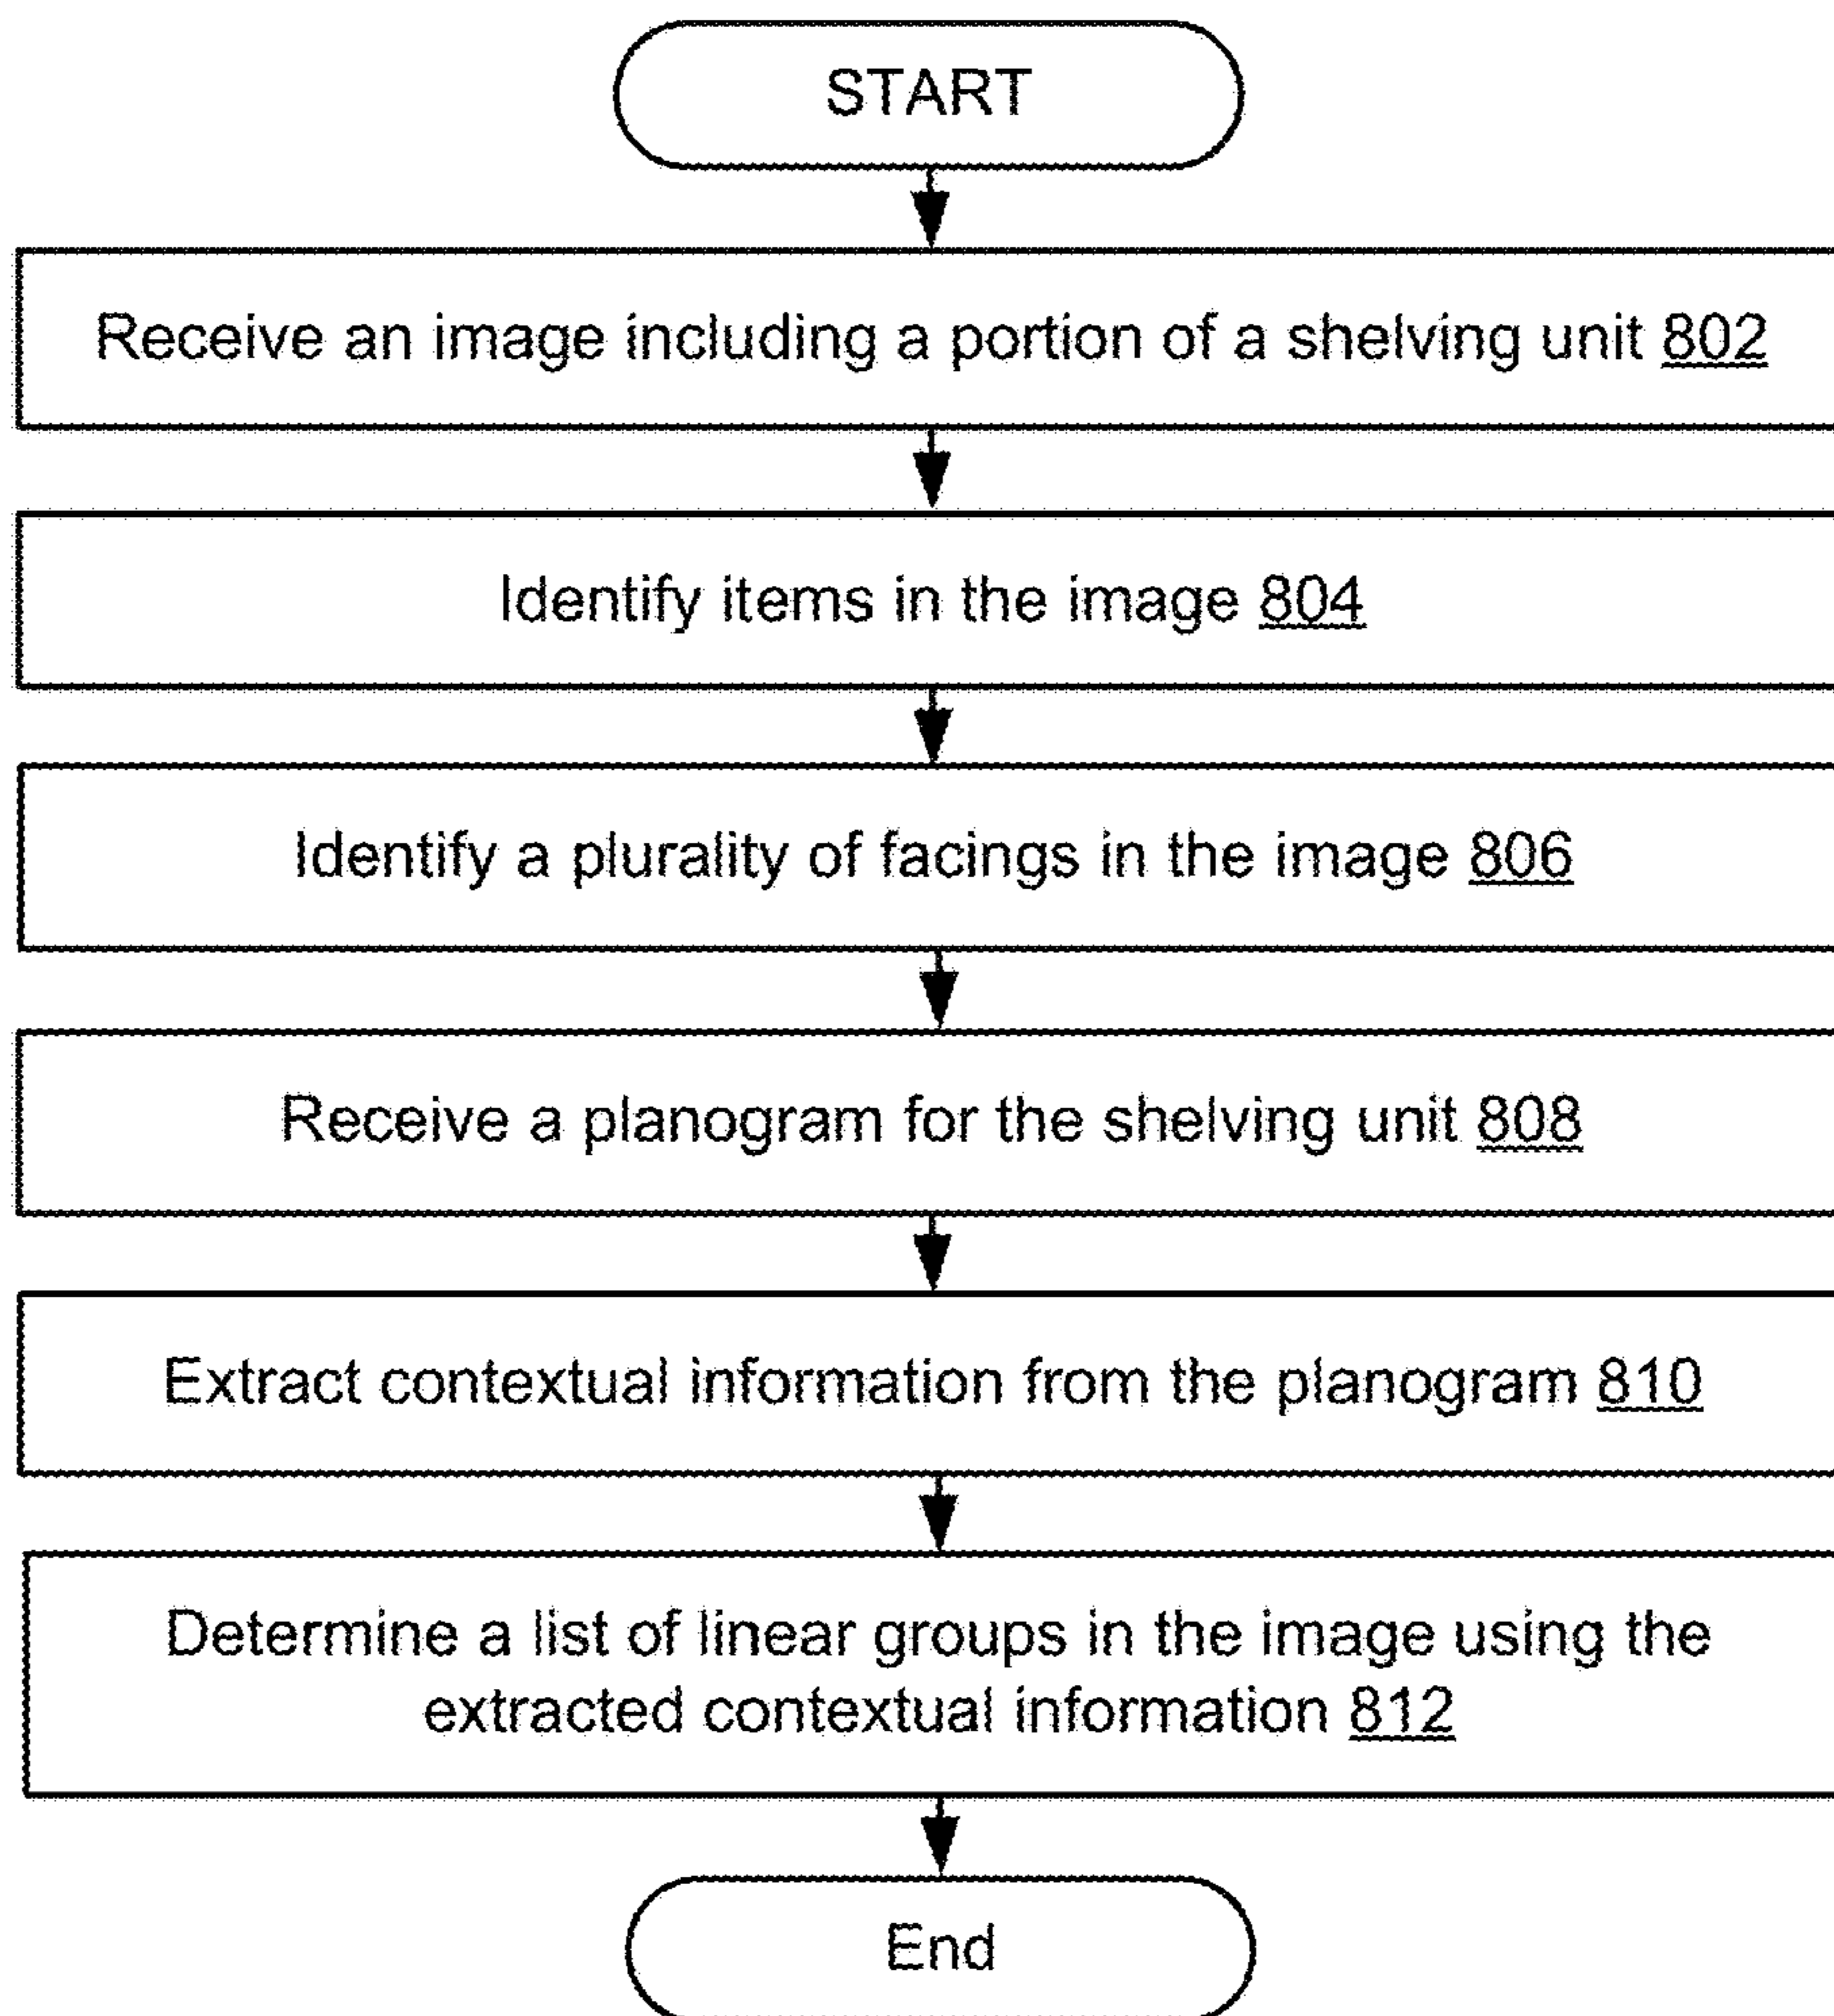 START
Receive an image including a portion of a shelving unit 802
Identify items in the image 804
Identify a plurality of facings in the image 806
Receive a planogram for the shelving unit 808
Extract contextual information from the planogram 810
Determine a list of linear groups in the image using the
extracted contextual information 812
End